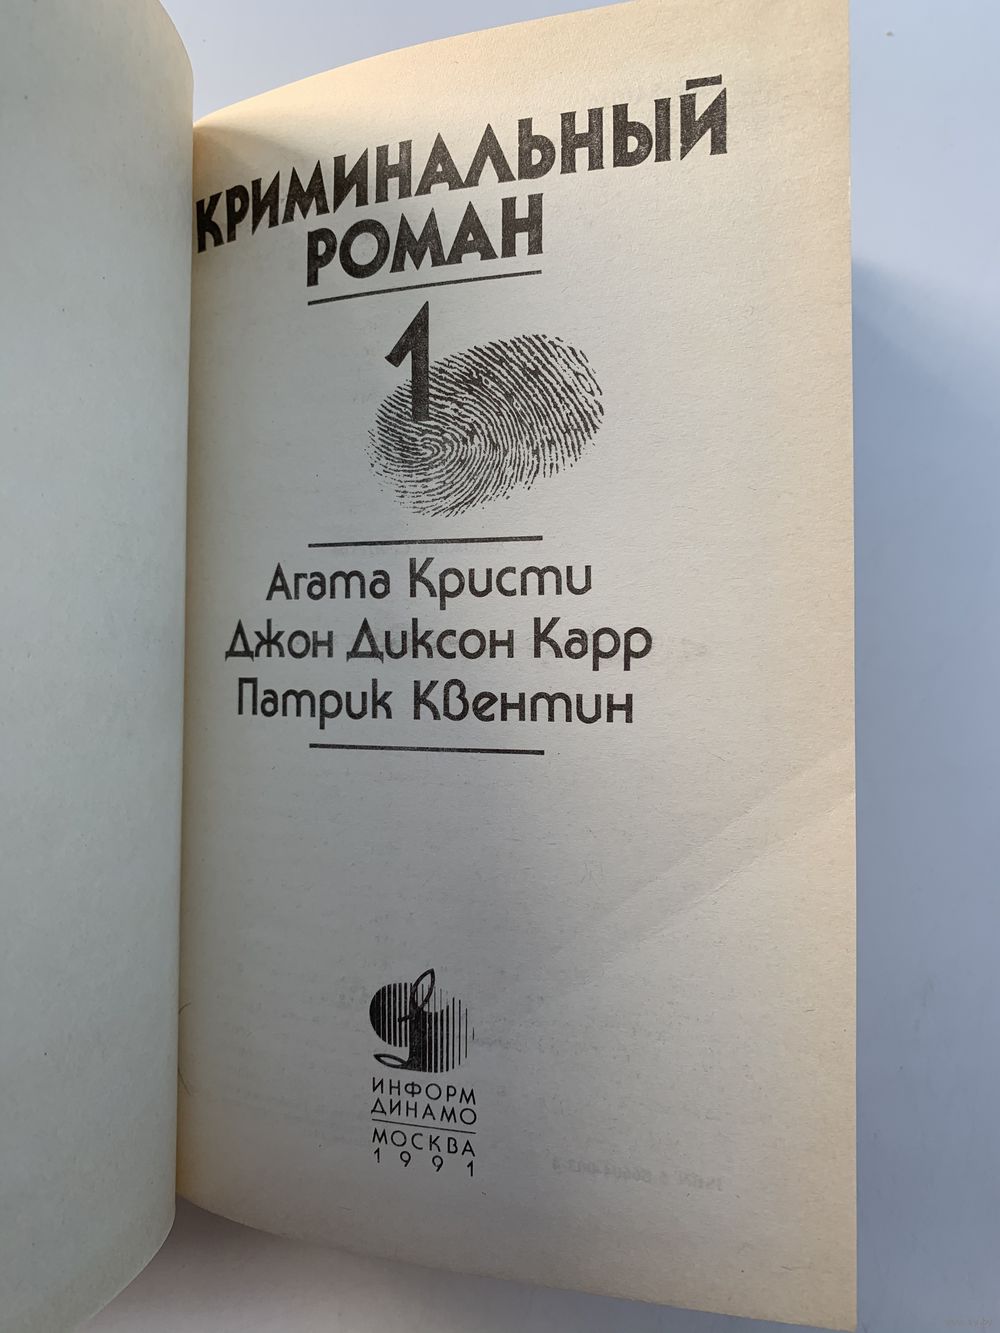 КРИМИНАЛЬНЫЙ
РОМАН
1
Агата Кристи
Джон Диксон Карр
Патрик Квентин
ИНФОРМ
ДИНАМО
МОСКВА
1991